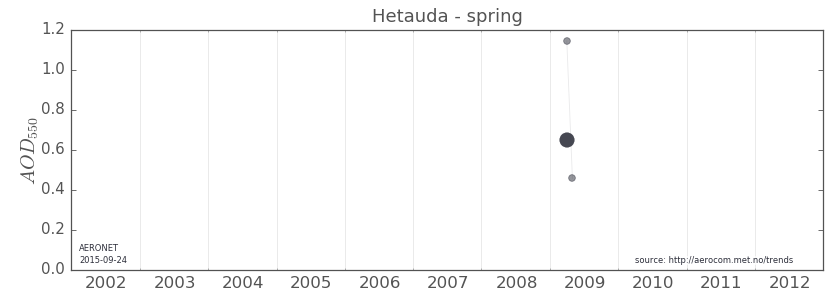 Hetauda - spring
1.2
1.0
0.8
0.6
0.4
0.2
0.0
AOD550
AERONET
2015-09-24
source: http://aerocom.met.no/trends
2002 2003 2004 2005 2006 2007 2008 2009 2010 2011 2012